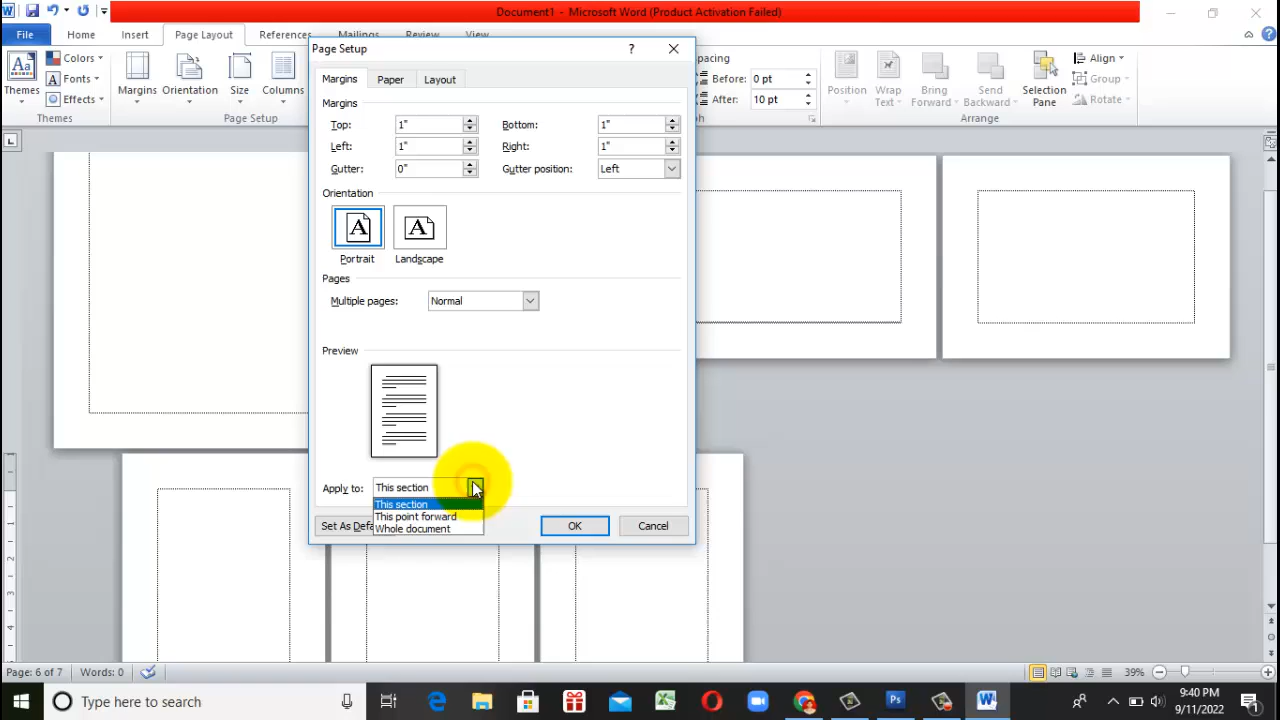 Document1 - Microsoft Word (Product Activation Failed)
File Home Insert Page Layout References Mailings Review View
Page Setup
Themes
Colors
Fonts
Effects
Themes
Margins
Orientation
Size
Columns
Page Setup
Before: 0 pt
After: 10 pt
Position
Wrap Text
Bring Forward
Send Backward
Selection Pane
Align
Group
Rotate
Arrange
Margins Paper Layout
Margins
Top: 1" Bottom: 1"
Left: 1" Right: 1"
Gutter: 0" Gutter position: Left
Orientation
A A
Portrait Landscape
Pages
Multiple pages: Normal
Preview
Apply to: This section
This section
This point forward
Whole document
Set As Defa
OK Cancel
Page: 6 of 7 Words: 0 39%
Type here to search
9:40 PM
9/11/2022